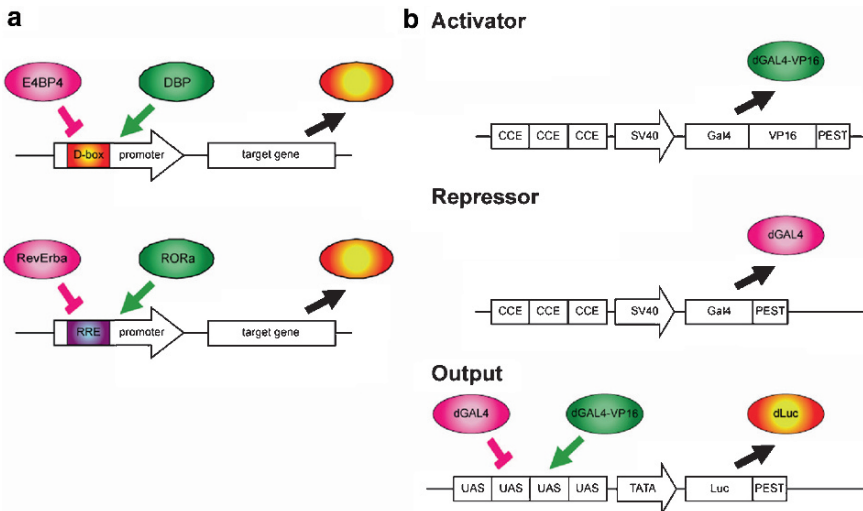 a
E4BP4 DBP
D-box promoter target gene
RevErba RORa
RRE promoter target gene
b
Activator
dGAL4-VP16
CCE CCE CCE SV40 Gal4 VP16 PEST
Repressor
dGAL4
CCE CCE CCE SV40 Gal4 PEST
Output
dGAL4 dGAL4-VP16 dLuc
UAS UAS UAS UAS TATA Luc PEST